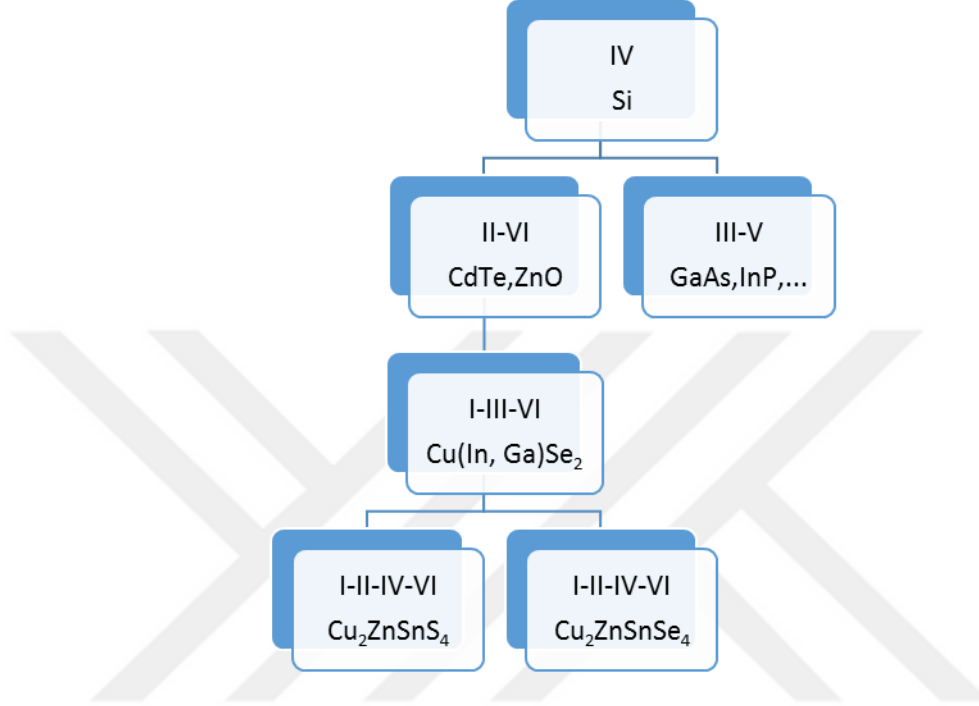 IV
Si
II-VI
CdTe,ZnO
III-V
GaAs,InP,...
I-III-VI
Cu(In, Ga)Se₂
I-II-IV-VI
Cu₂ZnSnS₄
I-II-IV-VI
Cu₂ZnSnSe₄